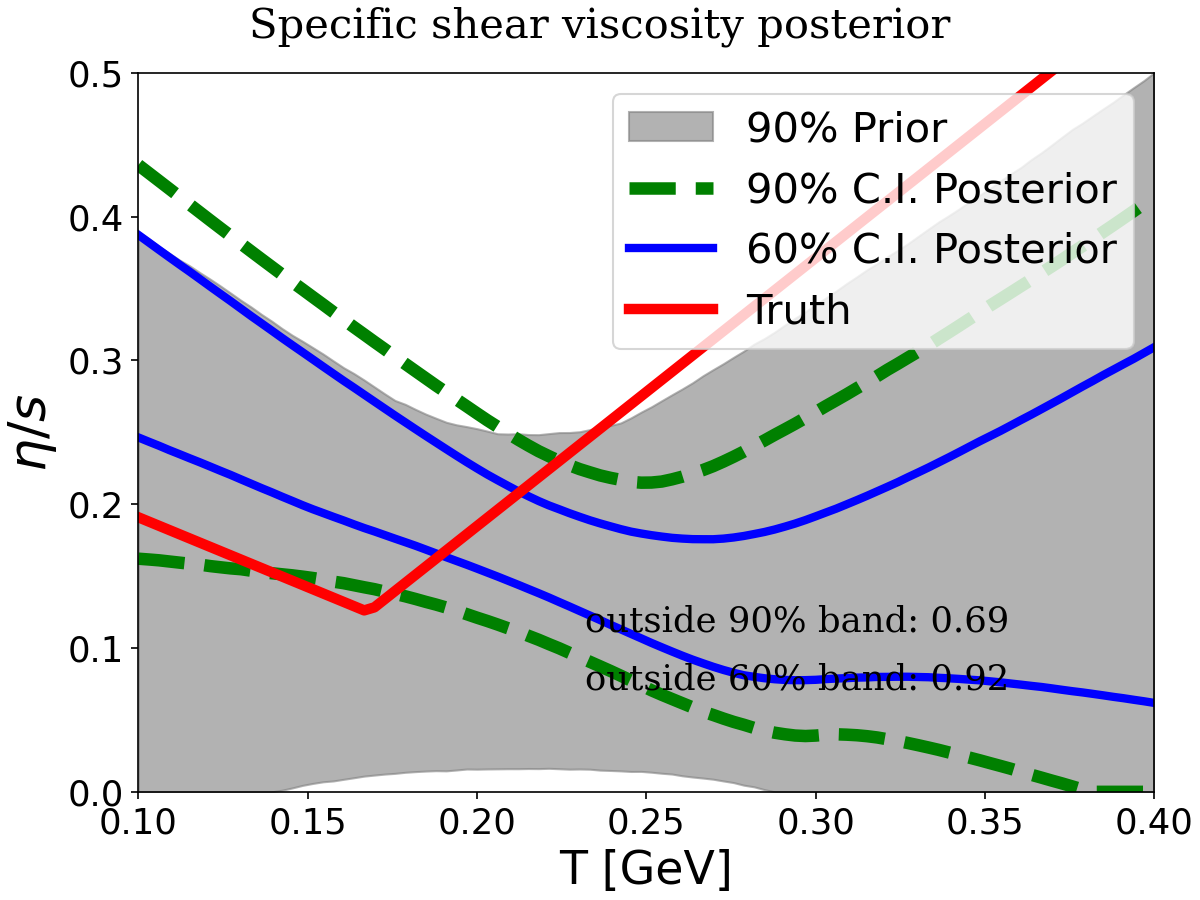 Specific shear viscosity posterior
0.5
0.4
0.3
0.2
0.1
0.0
η/s
90% Prior
90% C.I. Posterior
60% C.I. Posterior
Truth
outside 90% band: 0.69
outside 60% band: 0.92
0.10 0.15 0.20 0.25 0.30 0.35 0.40
T [GeV]